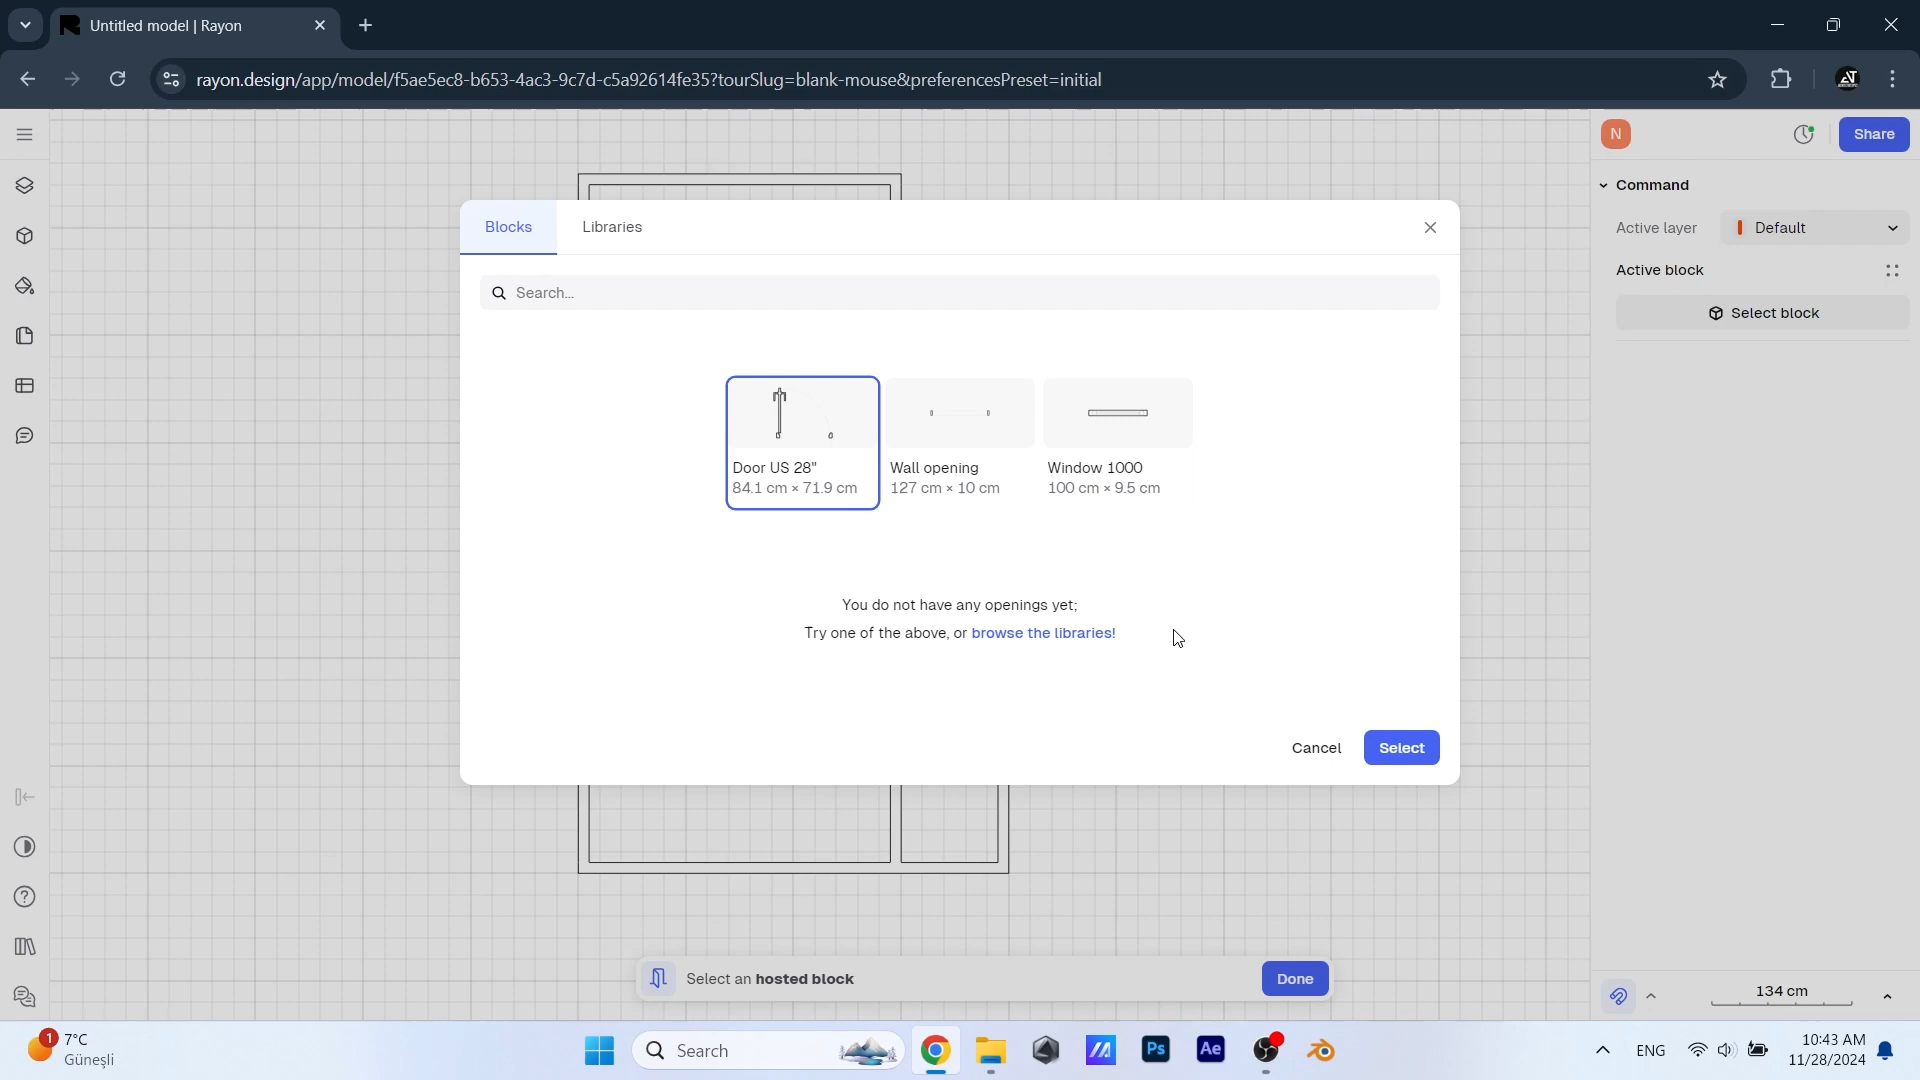 Untitled model | Rayon
rayon.design/app/model/f5ae5ec8-b653-4ac3-9c7d-c5a92614fe35?tourSlug=blank-mouse&preferencesPreset=initial
N
Share
Command
Active layer
Default
Active block
Select block
Blocks
Libraries
Search...
Door US 28"
84.1 cm × 71.9 cm
Wall opening
127 cm × 10 cm
Window 1000
100 cm × 9.5 cm
You do not have any openings yet;
Try one of the above, or browse the libraries!
Cancel
Select
Select an hosted block
Done
134 cm
1
7°C
Güneşli
Search
Ps
Ae
ENG
10:43 AM
11/28/2024